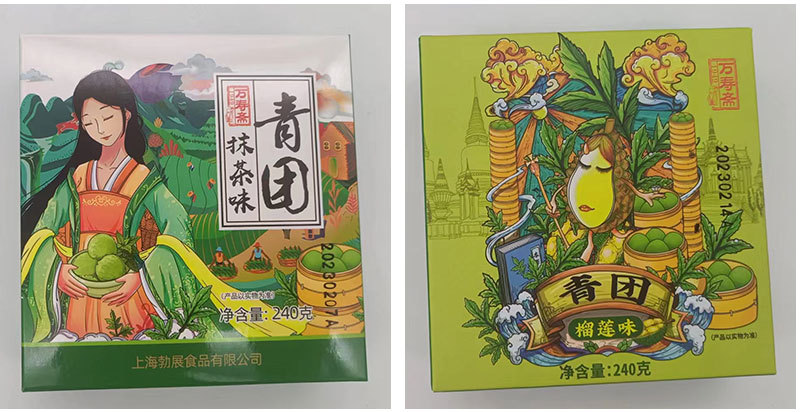 万寿斋
青团
抹茶味
20230207A
(产品以实物为准)
净含量: 240克
上海勃展食品有限公司
万寿斋
20230214A
青团
榴莲味
(产品以实物为准)
净含量: 240克